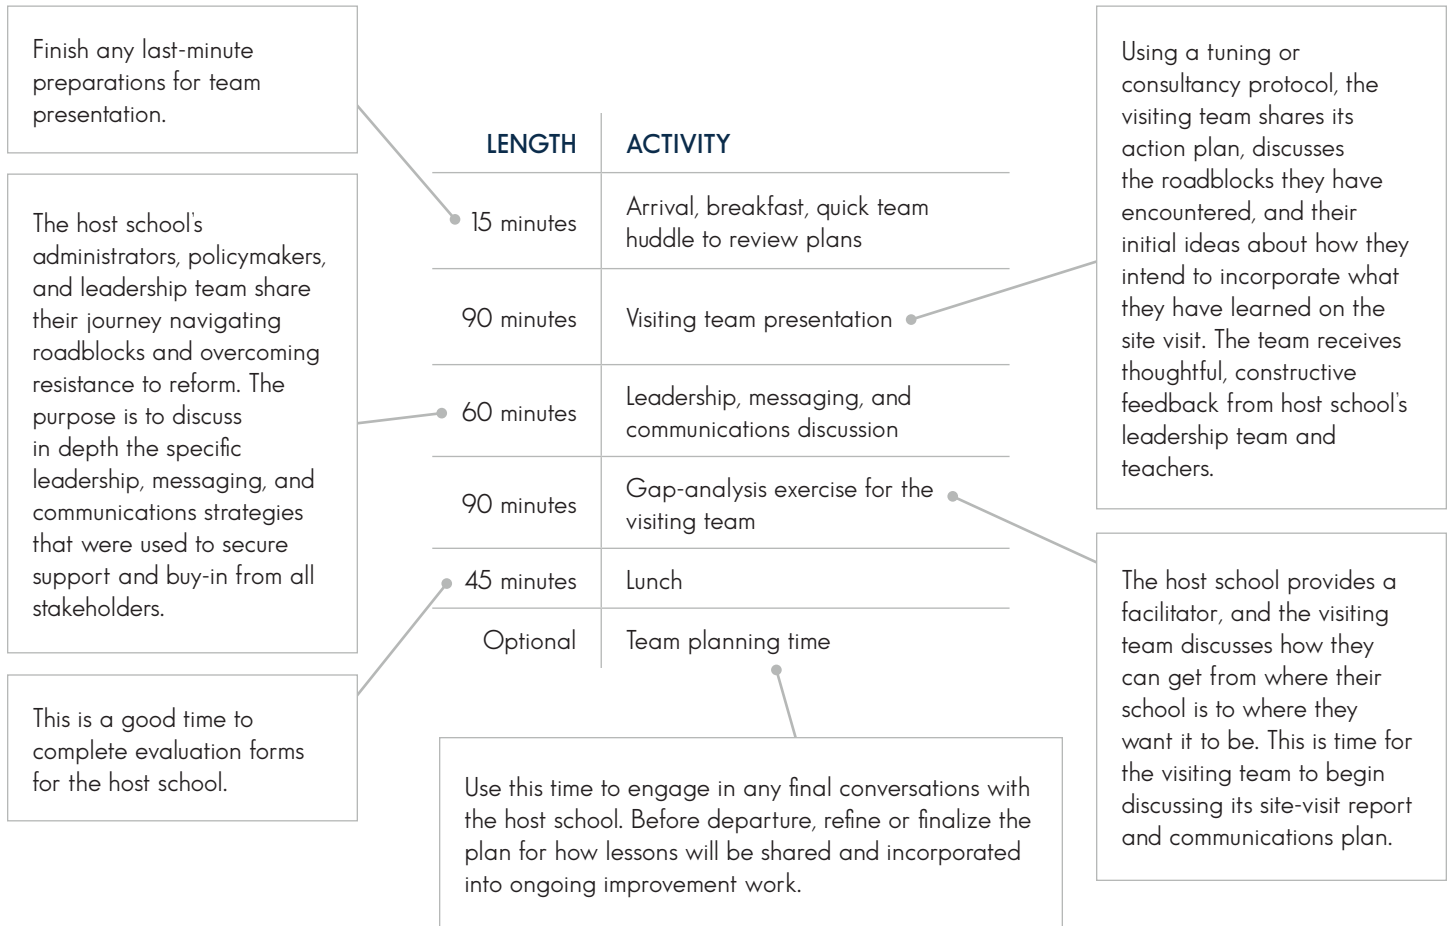 Finish any last-minute
preparations for team
presentation.
The host school's
administrators, policymakers,
and leadership team share
their journey navigating
roadblocks and overcoming
resistance to reform. The
purpose is to discuss
in depth the specific
leadership, messaging, and
communications strategies
that were used to secure
support and buy-in from all
stakeholders.
This is a good time to
complete evaluation forms
for the host school.
LENGTH ACTIVITY
15 minutes Arrival, breakfast, quick team
huddle to review plans
90 minutes Visiting team presentation
60 minutes Leadership, messaging, and
communications discussion
90 minutes Gap-analysis exercise for the
visiting team
45 minutes Lunch
Optional Team planning time
Use this time to engage in any final conversations with
the host school. Before departure, refine or finalize the
plan for how lessons will be shared and incorporated
into ongoing improvement work.
Using a tuning or
consultancy protocol, the
visiting team shares its
action plan, discusses
the roadblocks they have
encountered, and their
initial ideas about how they
intend to incorporate what
they have learned on the
site visit. The team receives
thoughtful, constructive
feedback from host school's
leadership team and
teachers.
The host school provides a
facilitator, and the visiting
team discusses how they
can get from where their
school is to where they
want it to be. This is time for
the visiting team to begin
discussing its site-visit report
and communications plan.